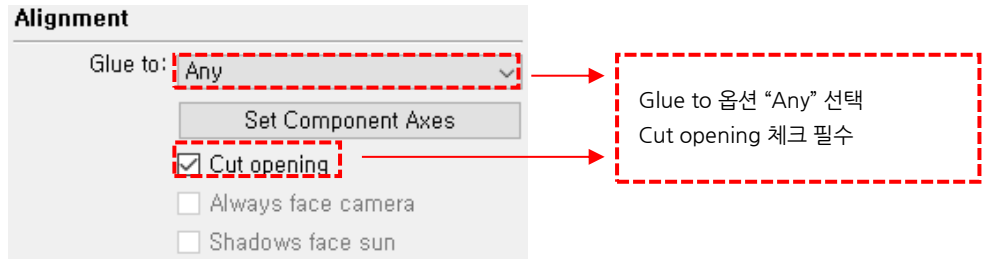 Alignment
Glue to: Any
Set Component Axes
Cut opening
Always face camera
Shadows face sun
Glue to 옵션 “Any” 선택
Cut opening 체크 필수